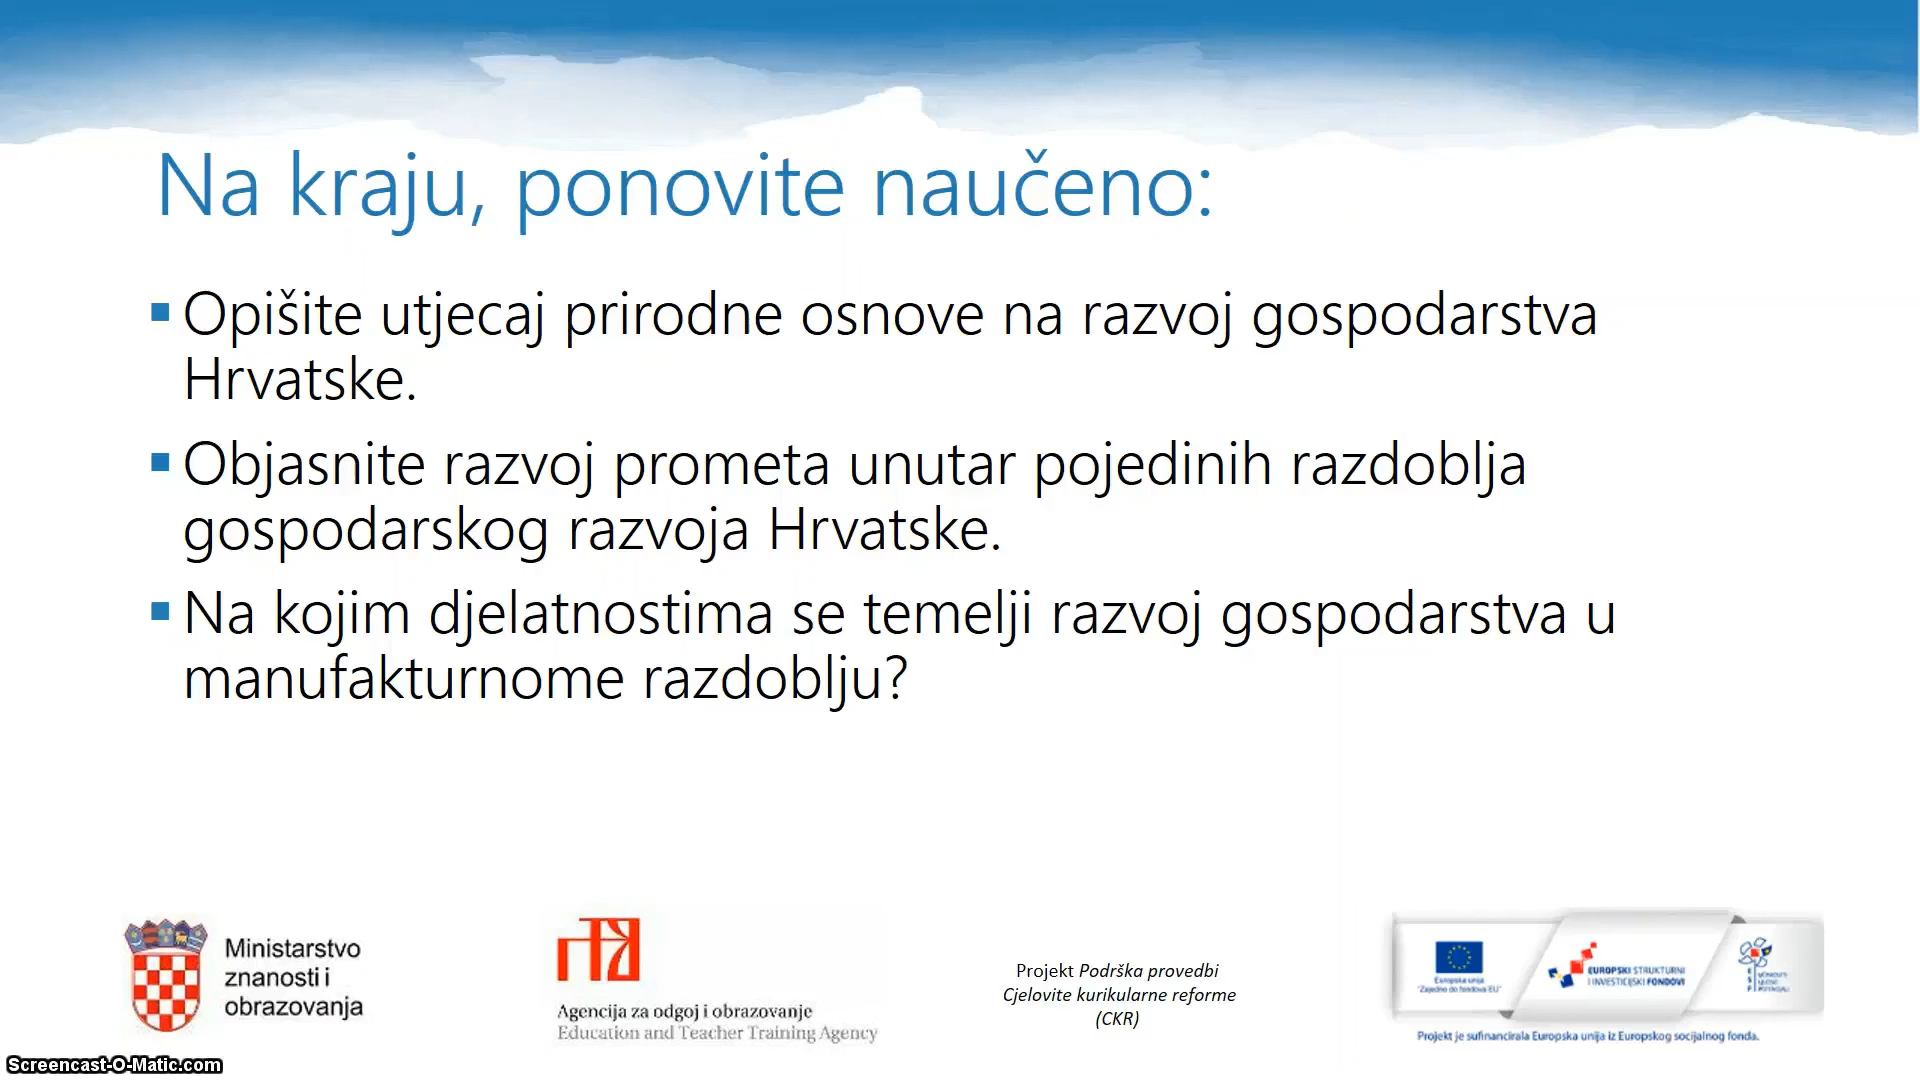 Na kraju, ponovite naučeno:
Opišite utjecaj prirodne osnove na razvoj gospodarstva
Hrvatske.
Objasnite razvoj prometa unutar pojedinih razdoblja
gospodarskog razvoja Hrvatske.
Na kojim djelatnostima se temelji razvoj gospodarstva u
manufakturnome razdoblju?
Ministarstvo
znanosti i
obrazovanja
Agencija za odgoj i obrazovanje
Education and Teacher Training Agency
Projekt Podrška provedbi
Cjelovite kurikularne reforme
(CKR)
Europska unija
"Zajedno do fondova EU"
EUROPSKI STRUKTURNI
I INVESTICIJSKI FONDOVI
Projekt je sufinancirala Europska unija iz Europskog socijalnog fonda.
Screencast-O-Matic.com